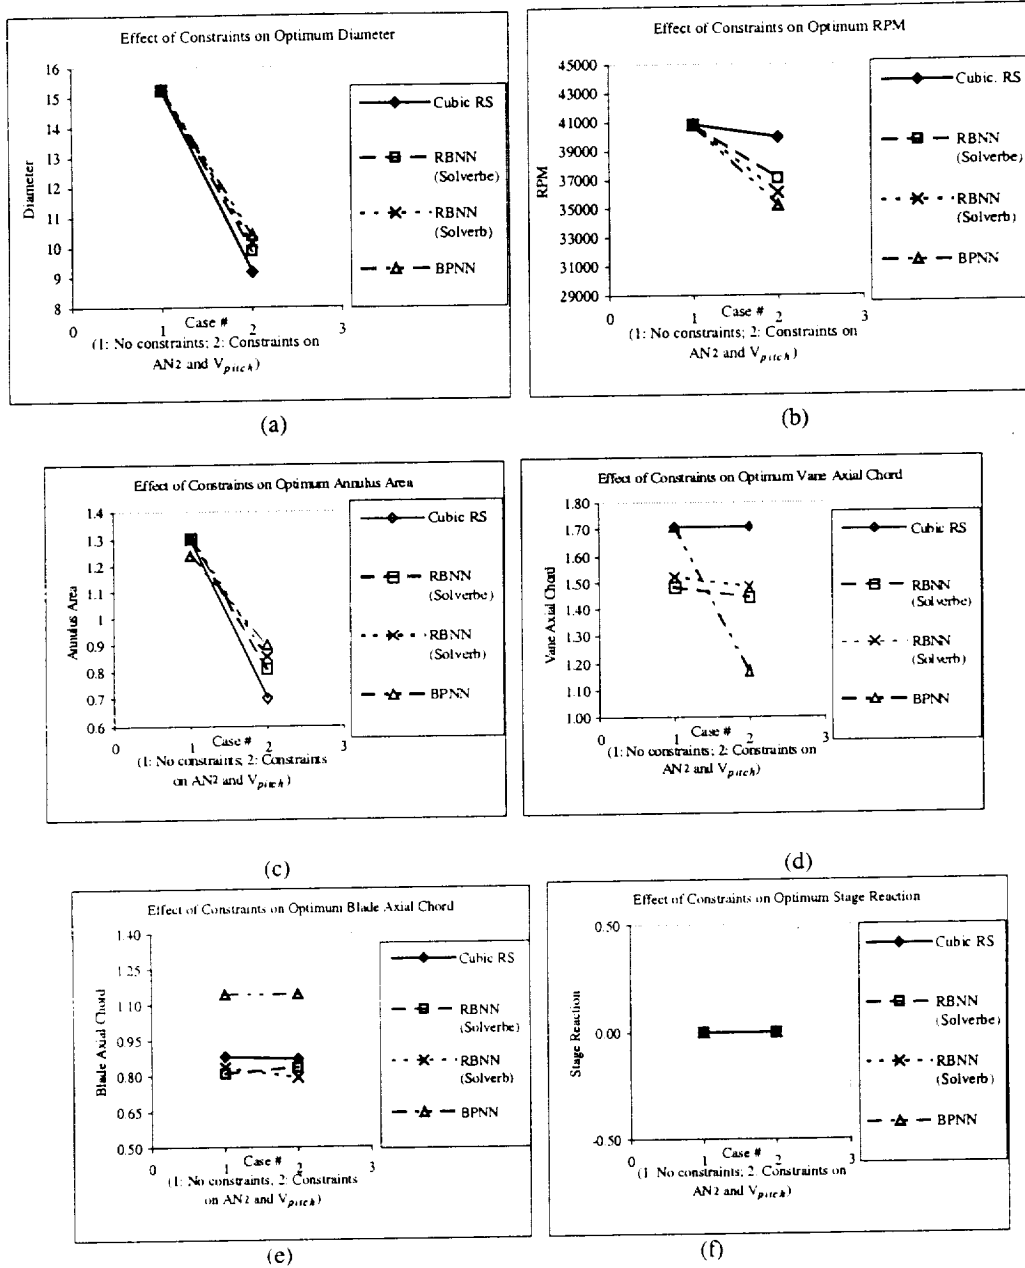 Effect of Constraints on Optimum Diameter
16
15
14
13
12
11
10
9
8
Diameter
0
1
2
3
Case #
(1: No constraints; 2: Constraints on
AN2 and Vpitch)
Cubic RS
RBNN
(Solverbe)
RBNN
(Solverb)
BPNN
(a)
Effect of Constraints on Optimum RPM
45000
43000
41000
39000
37000
35000
33000
31000
29000
RPM
0
1
2
3
Case #
(1: No constraints; 2: Constraints on
AN2 and Vpitch)
Cubic. RS
RBNN
(Solverbe)
RBNN
(Solverb)
BPNN
(b)
Effect of Constraints on Optimum Annulus Area
1.4
1.3
1.2
1.1
1
0.9
0.8
0.7
0.6
Annulus Area
0
1
2
3
Case #
(1: No constraints; 2: Constraints
on AN2 and Vpitch)
Cubic RS
RBNN
(Solverbe)
RBNN
(Solverb)
BPNN
(c)
Effect of Constraints on Optimum Vane Axial Chord
1.80
1.70
1.60
1.50
1.40
1.30
1.20
1.10
1.00
Vane Axial Chord
0
1
2
3
Case #
(1: No constraints; 2: Constraints on
AN2 and Vpitch)
Cubic RS
RBNN
(Solverbe)
RBNN
(Solverb)
BPNN
(d)
Effect of Constraints on Optimum Blade Axial Chord
1.40
1.25
1.10
0.95
0.80
0.65
0.50
Blade Axial Chord
0
1
2
3
Case #
(1: No constraints; 2: Constraints
on AN2 and Vpitch)
Cubic RS
RBNN
(Solverbe)
RBNN
(Solverb)
BPNN
(e)
Effect of Constraints on Optimum Stage Reaction
0.50
0.00
-0.50
Stage Reaction
0
1
2
3
Case #
(1: No constraints; 2: Constraints on
AN2 and Vpitch)
Cubic RS
RBNN
(Solverbe)
RBNN
(Solverb)
BPNN
(f)